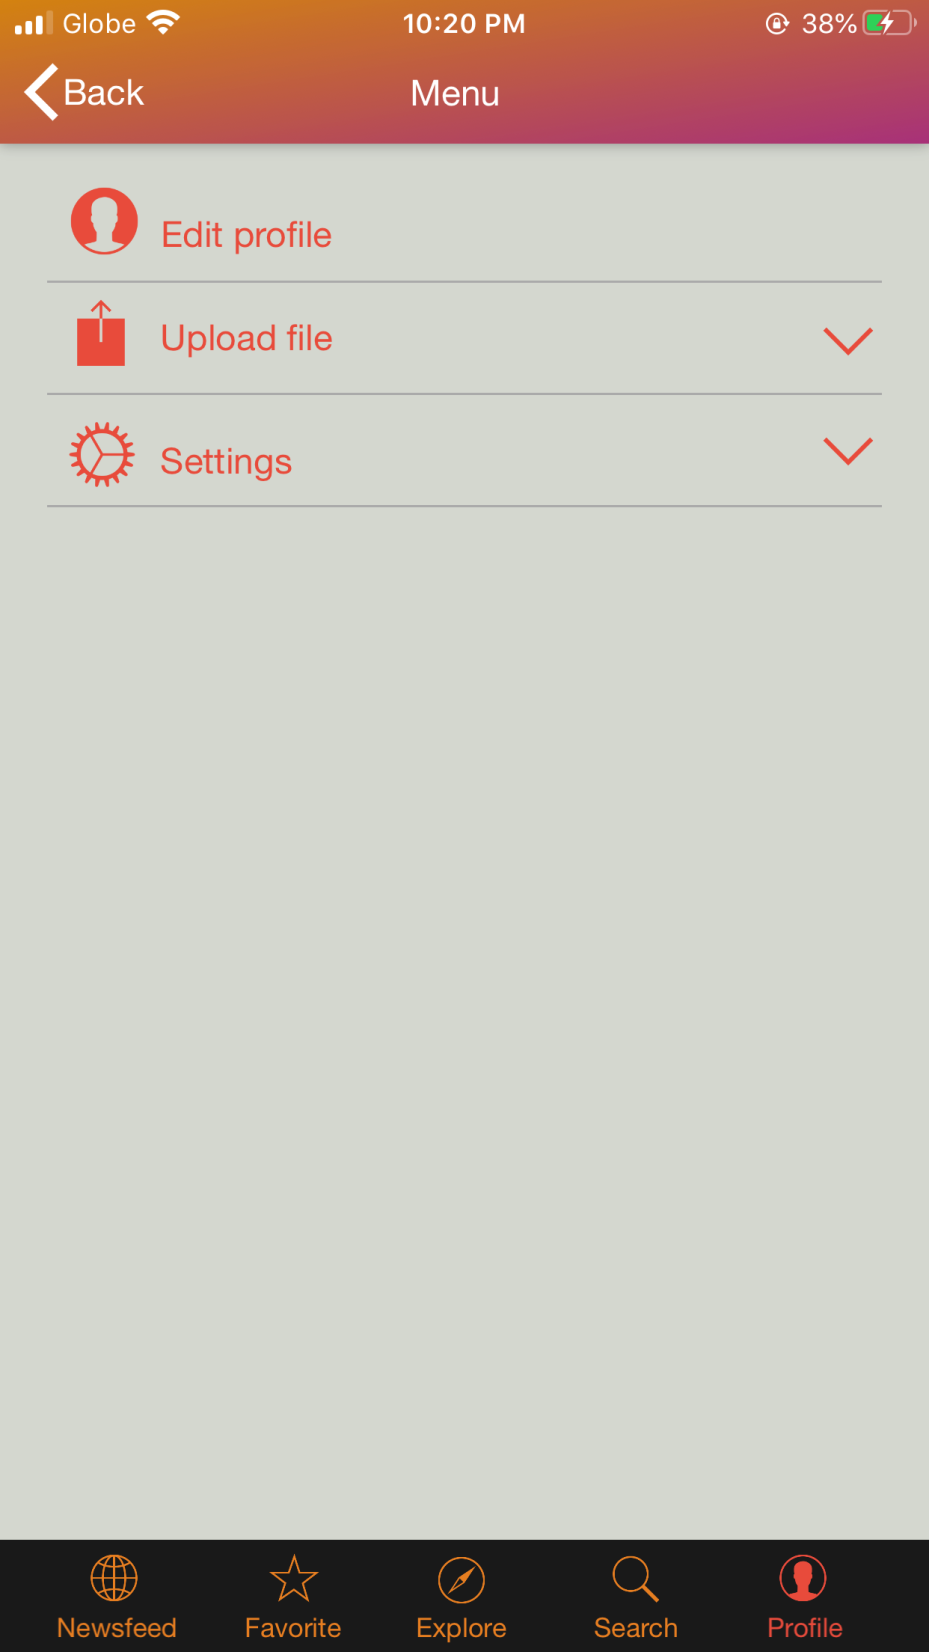 Globe 10:20 PM 38%
Back Menu
Edit profile
Upload file
Settings
Newsfeed Favorite Explore Search Profile